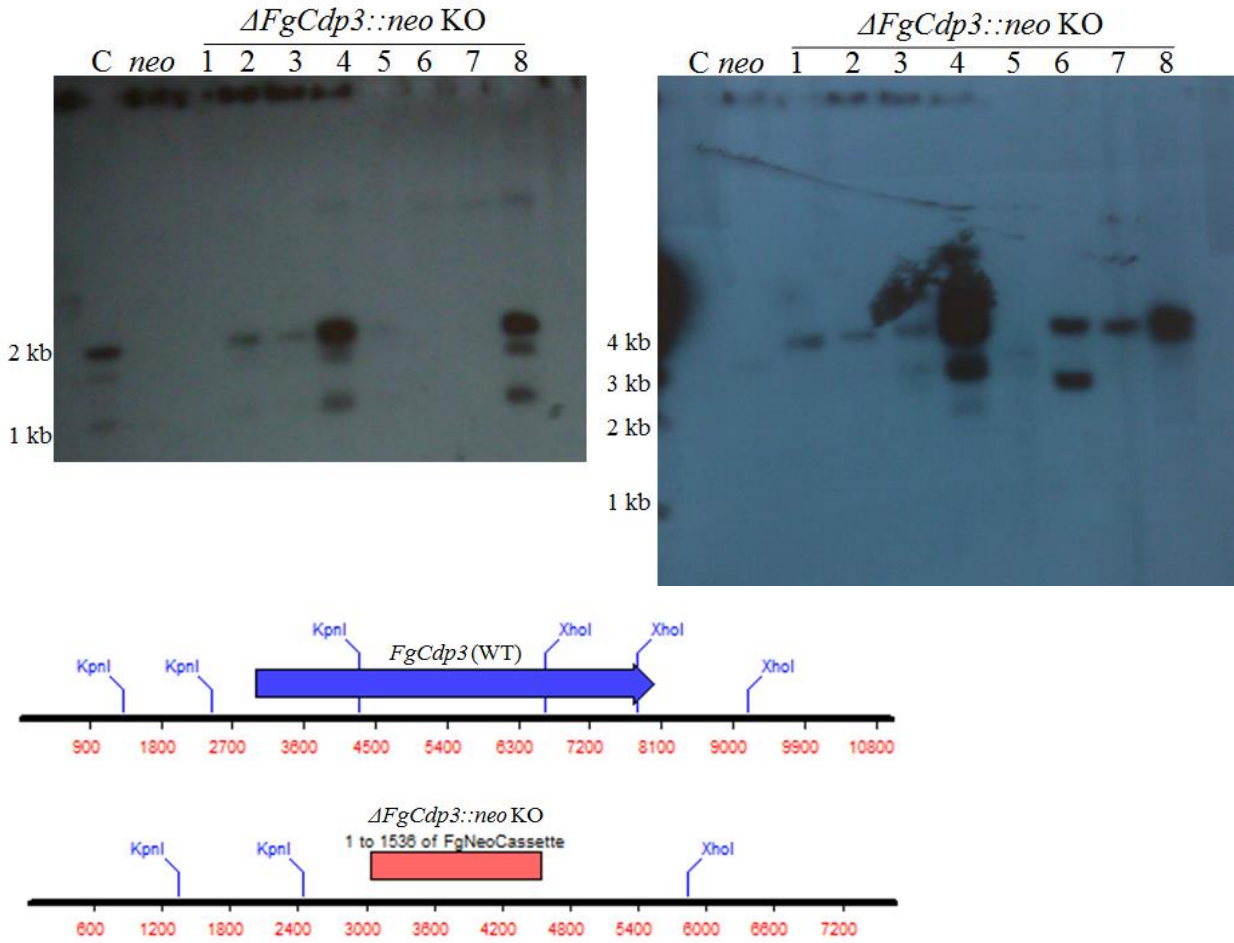 ΔFgCdp3::neo KO
C neo 1 2 3 4 5 6 7 8
2 kb
1 kb
ΔFgCdp3::neo KO
C neo 1 2 3 4 5 6 7 8
4 kb
3 kb
2 kb
1 kb
KpnI KpnI KpnI FgCdp3 (WT) XhoI XhoI XhoI
900 1800 2700 3600 4500 5400 6300 7200 8100 9000 9900 10800
ΔFgCdp3::neo KO
1 to 1536 of FgNeoCassette
KpnI KpnI XhoI
600 1200 1800 2400 3000 3600 4200 4800 5400 6000 6600 7200